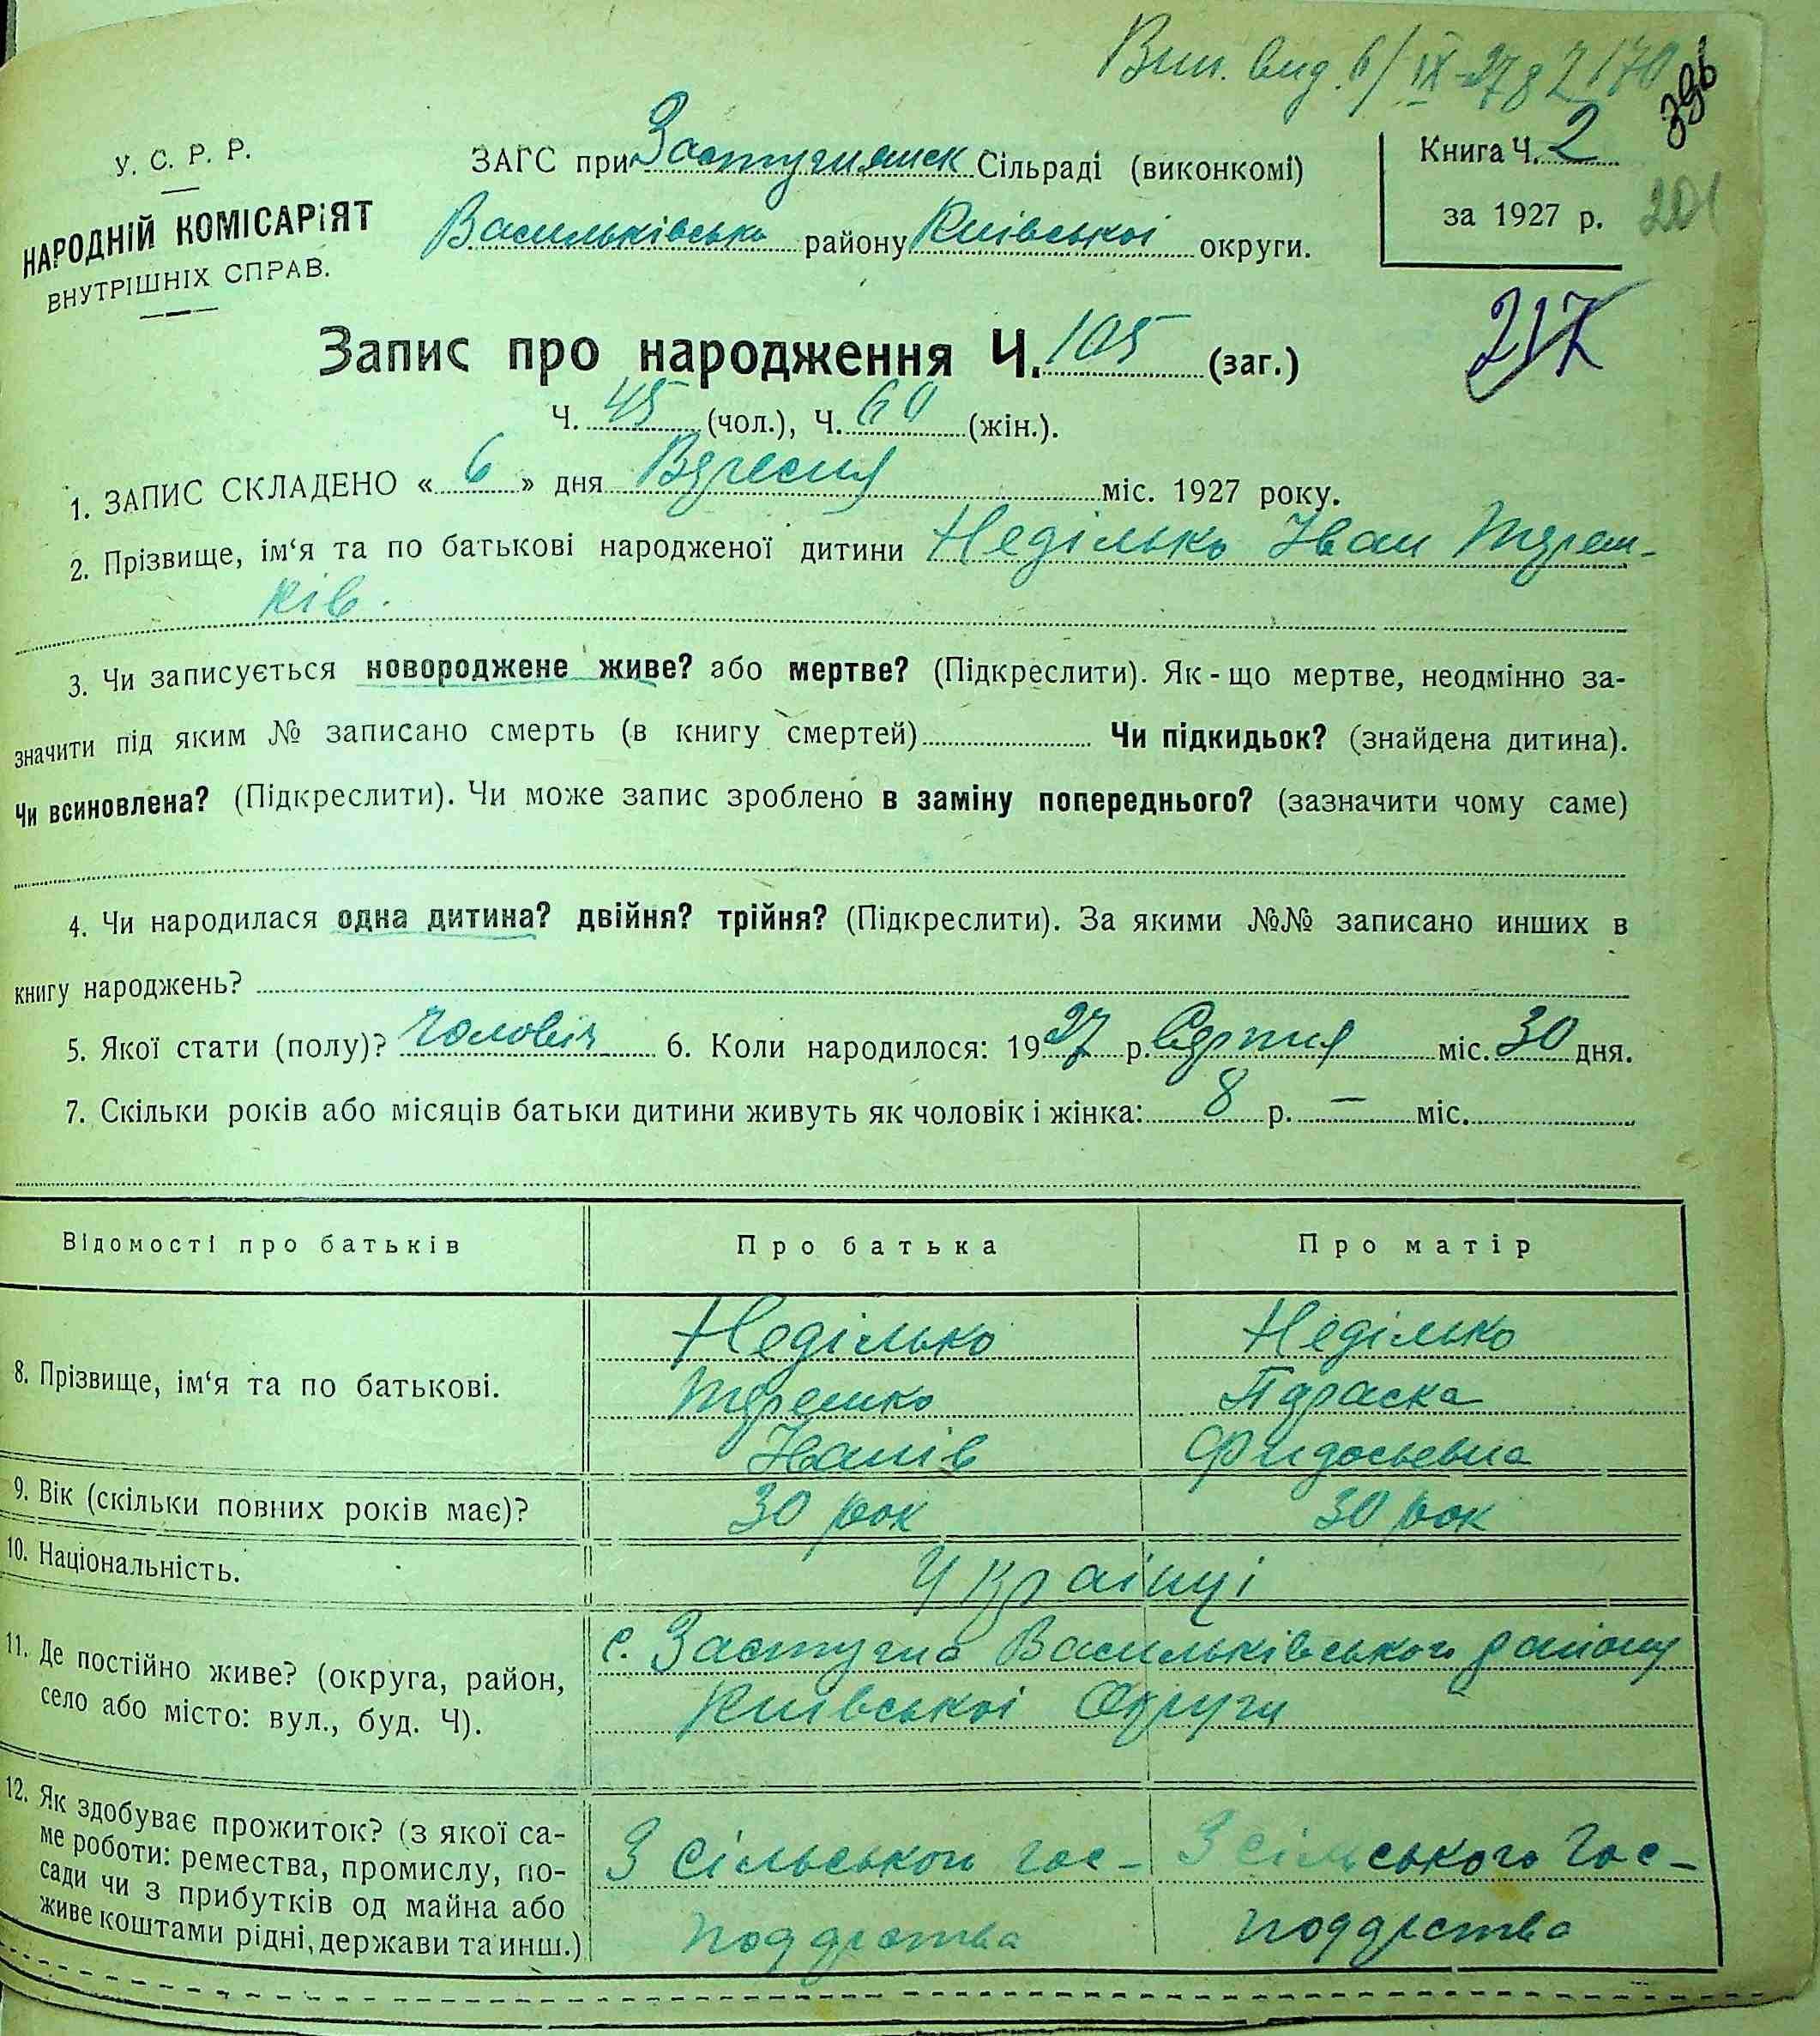 Вип. вид. 6/IX-27 р 2170
396
У. С. Р. Р.
НАРОДНІЙ КОМІСАРІЯТ
ВНУТРІШНІХ СПРАВ.
ЗАГС при Застугнянск Сільраді (виконкомі)
Васильківсько району Київської округи.
Книга Ч. 2
за 1927 р.
201
217
Запис про народження Ч. 105 (заг.)
Ч. 45 (чол.), Ч. 60 (жін.).
1. ЗАПИС СКЛАДЕНО « 6 » дня Вересня міс. 1927 року.
2. Прізвище, ім‘я та по батькові народженої дитини Неділько Іван Тереш-
ків.
3. Чи записується новороджене живе? або мертве? (Підкреслити). Як - що мертве, неодмінно за-
значити під яким № записано смерть (в книгу смертей) Чи підкидьок? (знайдена дитина).
Чи всиновлена? (Підкреслити). Чи може запис зроблено в заміну попереднього? (зазначити чому саме)
4. Чи народилася одна дитина? двійня? трійня? (Підкреслити). За якими №№ записано инших в
книгу народжень?
5. Якої стати (полу)? Чоловіч 6. Коли народилося: 1927 р. Серпня міс. 30 дня.
7. Скільки років або місяців батьки дитини живуть як чоловік і жінка: 8 р. — міс.
Відомості про батьків Про батька Про матір
8. Прізвище, ім‘я та по батькові.
Неділько Неділько
Терешко Параска
Іванів Фидосьевна
9. Вік (скільки повних років має)? 30 рок 30 рок
10. Національність. Українці
11. Де постійно живе? (округа, район,
село або місто: вул., буд. Ч).
с. Застугна Васильківського району
Київської Округи
12. Як здобуває прожиток? (з якої са-
ме роботи: ремества, промислу, по-
сади чи з прибутків од майна або
живе коштами рідні, держави та инш.)
З сільського гос- З сільського Гос-
подарства подарства